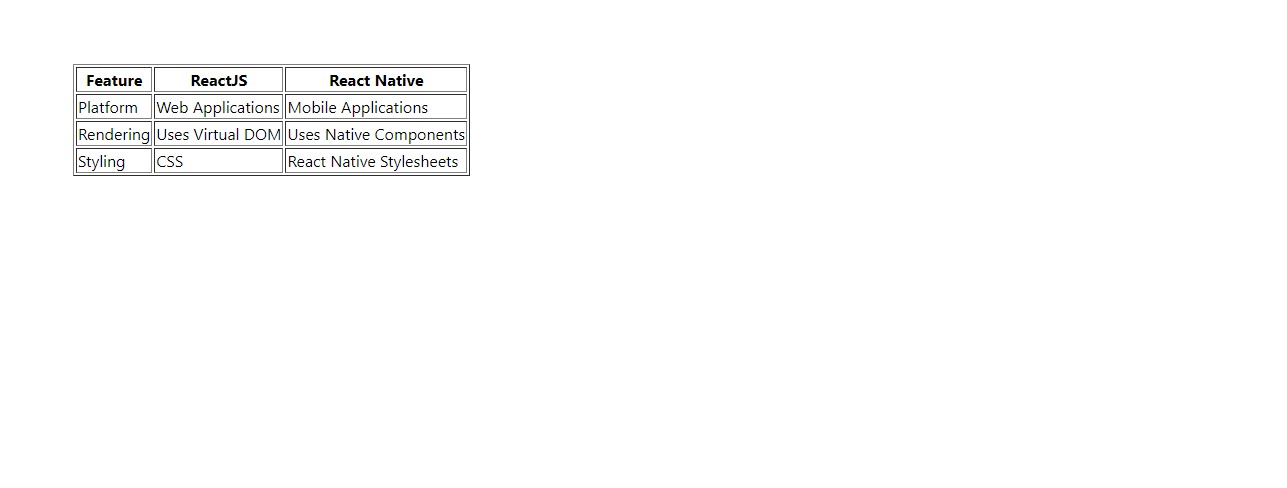 Feature ReactJS React Native
Platform Web Applications Mobile Applications
Rendering Uses Virtual DOM Uses Native Components
Styling CSS React Native Stylesheets